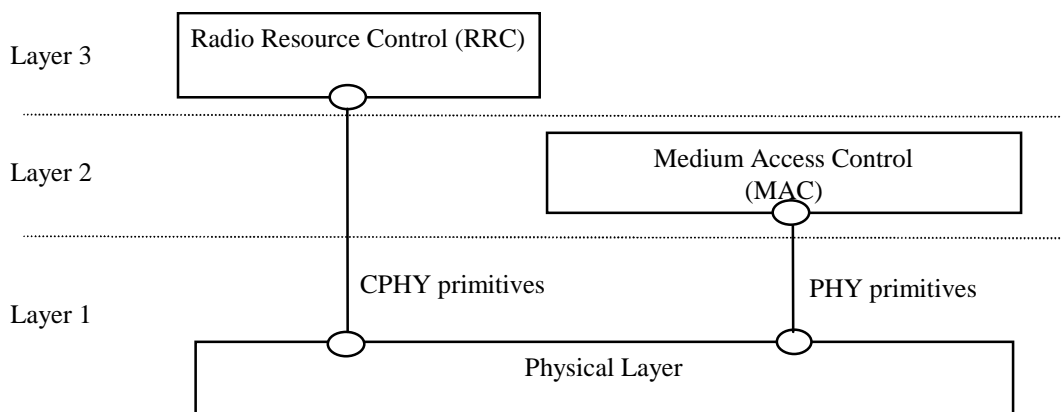 Radio Resource Control (RRC)
Layer 3
Medium Access Control
(MAC)
Layer 2
CPHY primitives
PHY primitives
Layer 1
Physical Layer